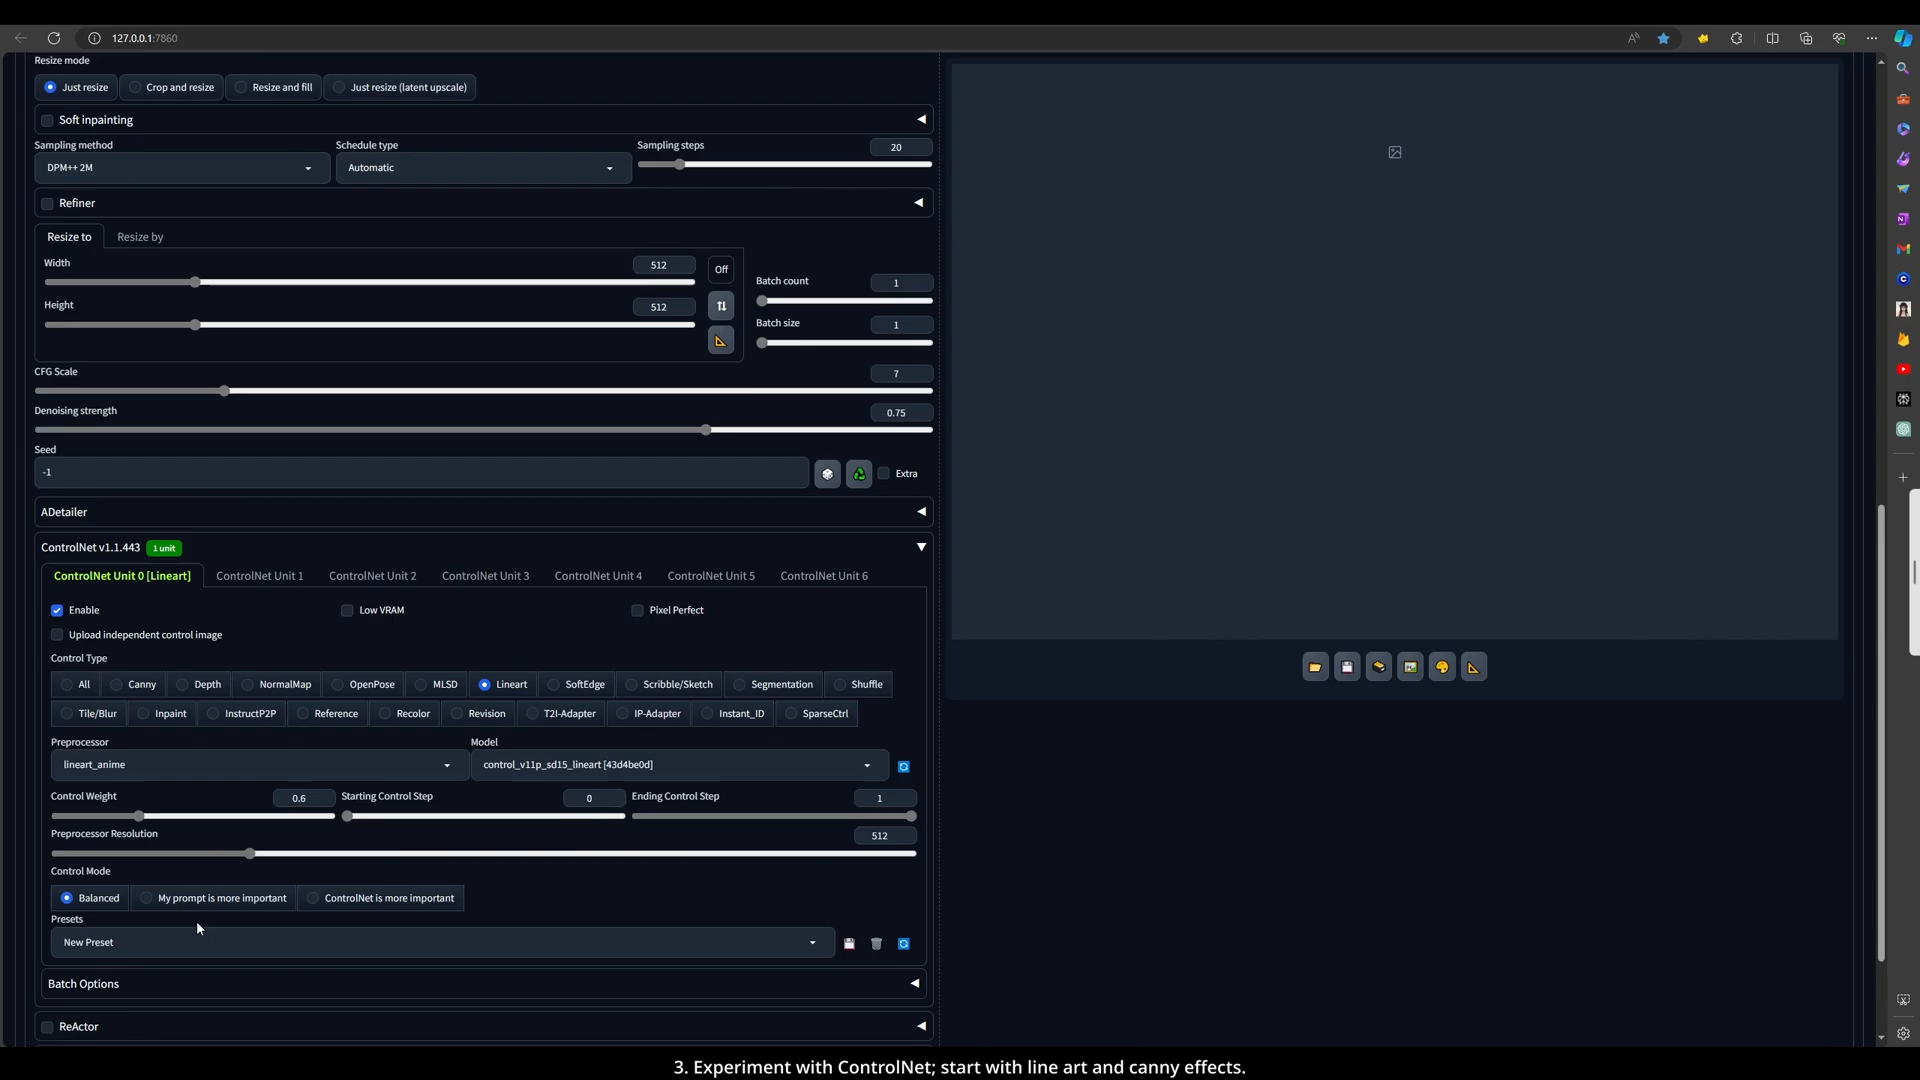 127.0.0.1:7860
Resize mode
Just resize Crop and resize Resize and fill Just resize (latent upscale)
Soft inpainting
Sampling method Schedule type Sampling steps 20
DPM++ 2M Automatic
Refiner
Resize to Resize by
Width 512 Off
Height 512
Batch count 1
Batch size 1
CFG Scale 7
Denoising strength 0.75
Seed
-1 Extra
ADetailer
ControlNet v1.1.443 1 unit
ControlNet Unit 0 [Lineart] ControlNet Unit 1 ControlNet Unit 2 ControlNet Unit 3 ControlNet Unit 4 ControlNet Unit 5 ControlNet Unit 6
Enable Low VRAM Pixel Perfect
Upload independent control image
Control Type
All Canny Depth NormalMap OpenPose MLSD Lineart SoftEdge Scribble/Sketch Segmentation Shuffle
Tile/Blur Inpaint InstructP2P Reference Recolor Revision T2I-Adapter IP-Adapter Instant_ID SparseCtrl
Preprocessor Model
lineart_anime control_v11p_sd15_lineart [43d4be0d]
Control Weight 0.6 Starting Control Step 0 Ending Control Step 1
Preprocessor Resolution 512
Control Mode
Balanced My prompt is more important ControlNet is more important
Presets
New Preset
Batch Options
ReActor
3. Experiment with ControlNet; start with line art and canny effects.